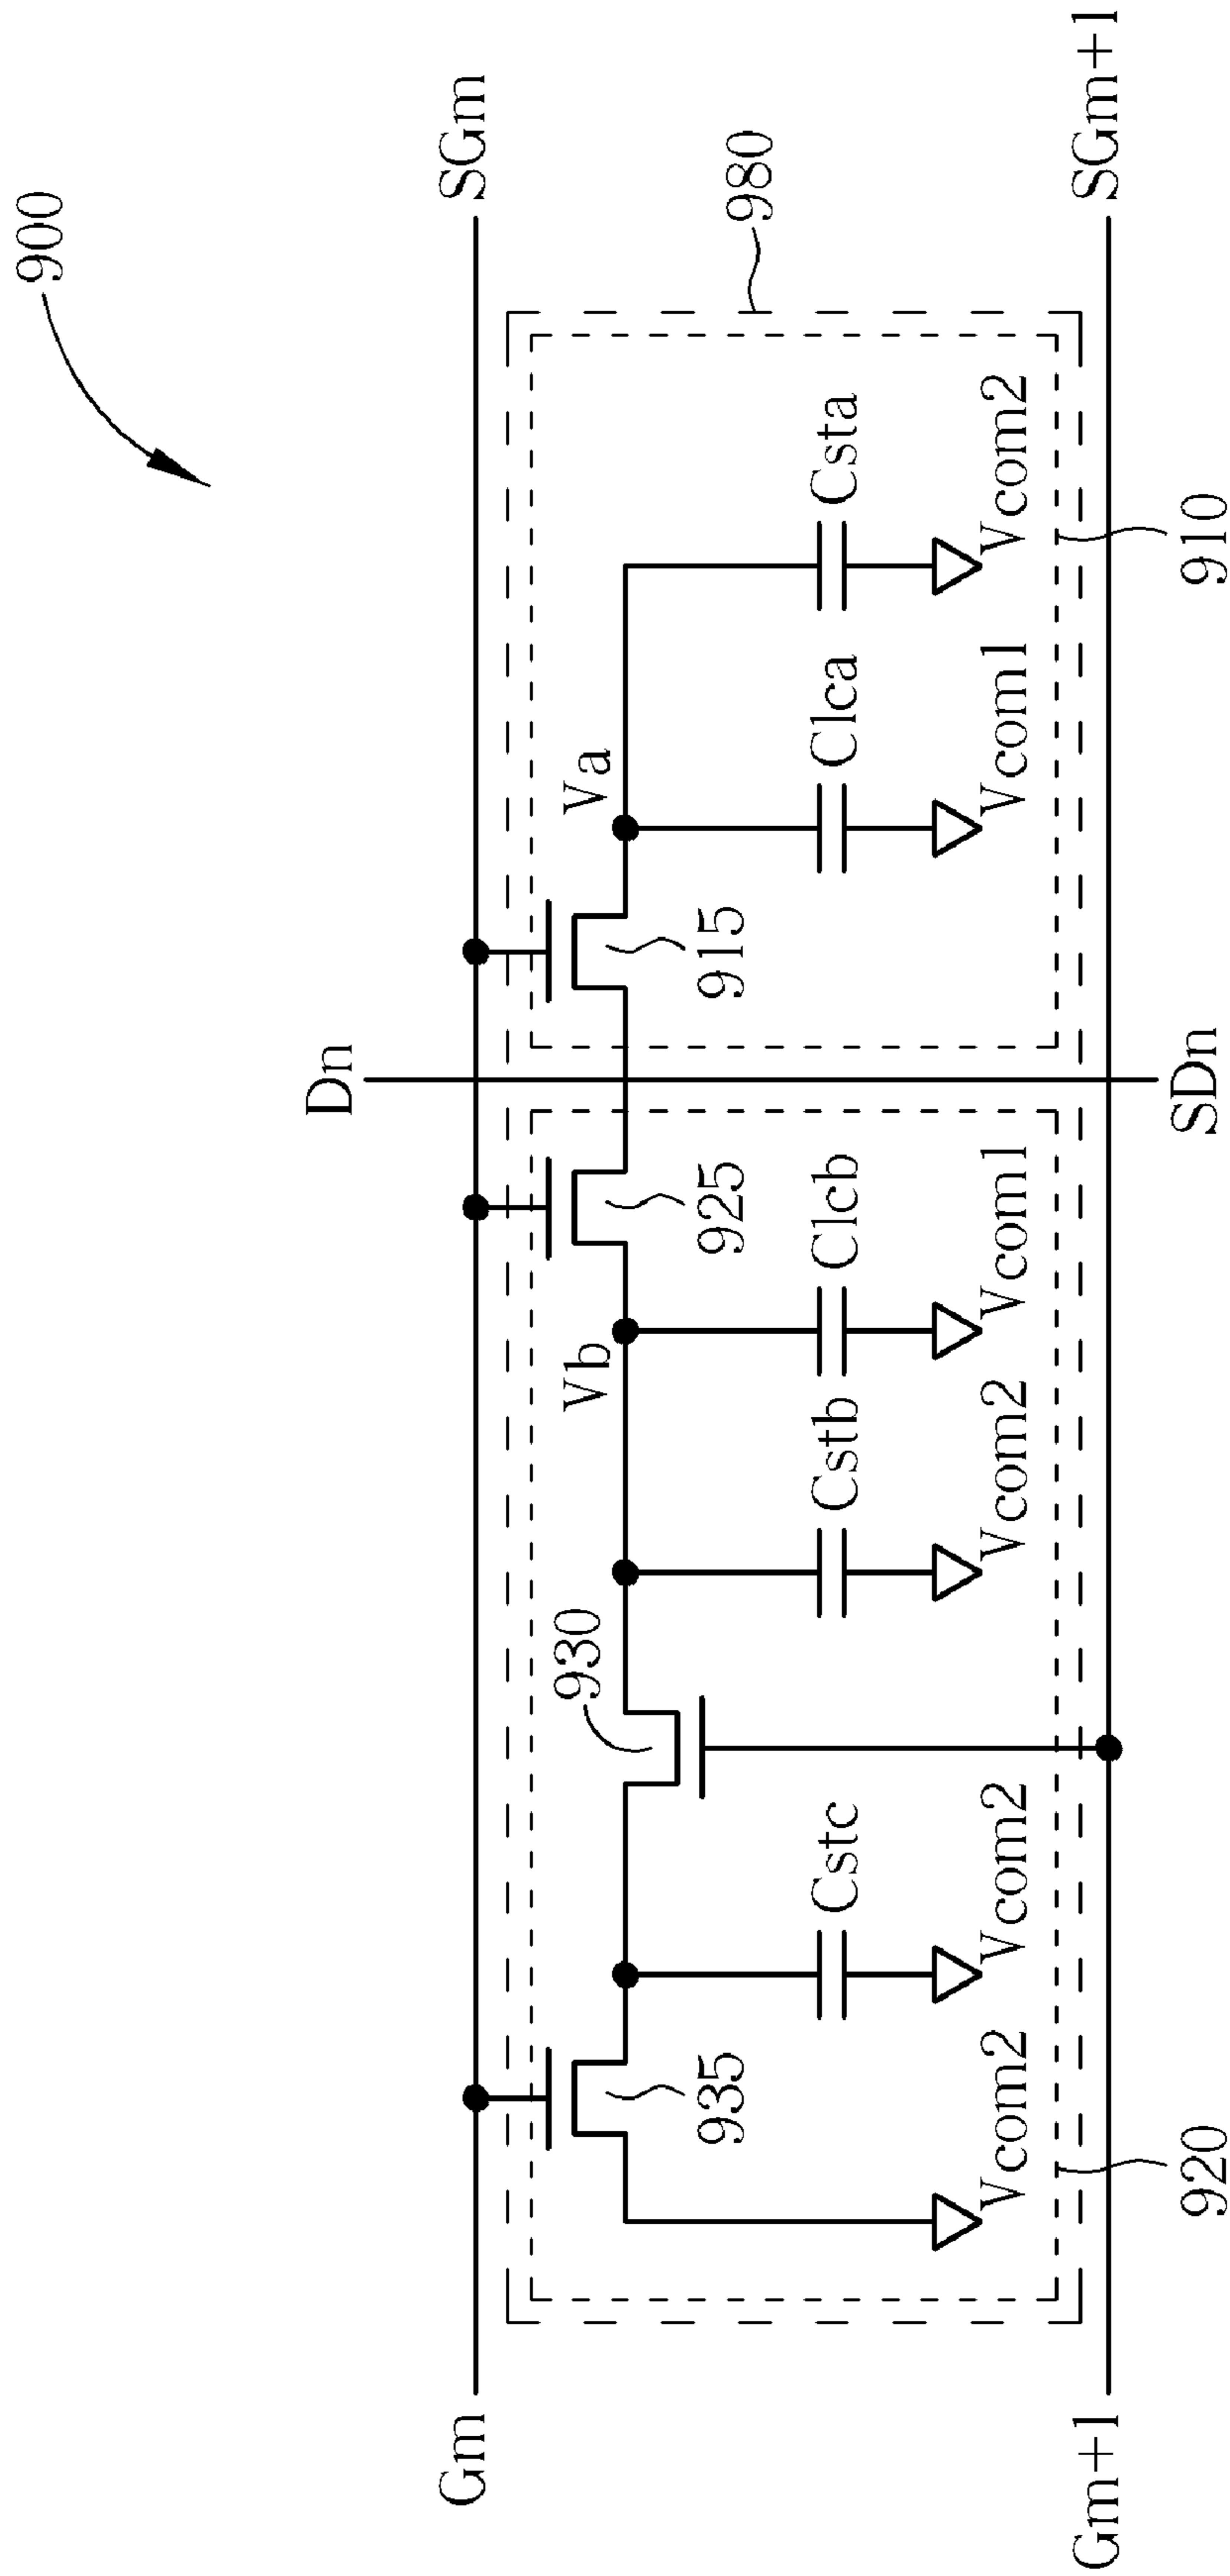 900
Dn
Gm
SGm
980
930
Vb
Va
935
925
915
Cstc
Cstb
Clcb
Clca
Csta
Vcom2
Vcom2
Vcom2
Vcom1
Vcom1
Vcom2
Gm+1
SGm+1
920
SDn
910